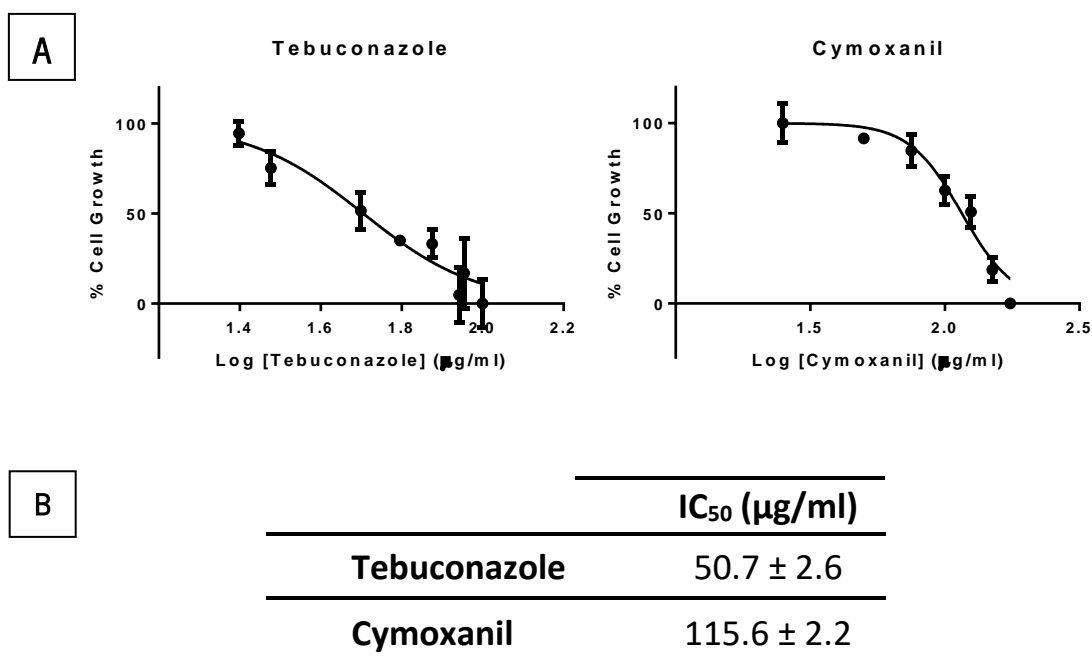 A
Tebuconazole
% Cell Growth
100
50
0
1.4 1.6 1.8 2.0 2.2
Log [Tebuconazole] (µg/ml)
Cymoxanil
% Cell Growth
100
50
0
1.5 2.0 2.5
Log [Cymoxanil] (µg/ml)
B
IC₅₀ (µg/ml)
Tebuconazole 50.7 ± 2.6
Cymoxanil 115.6 ± 2.2